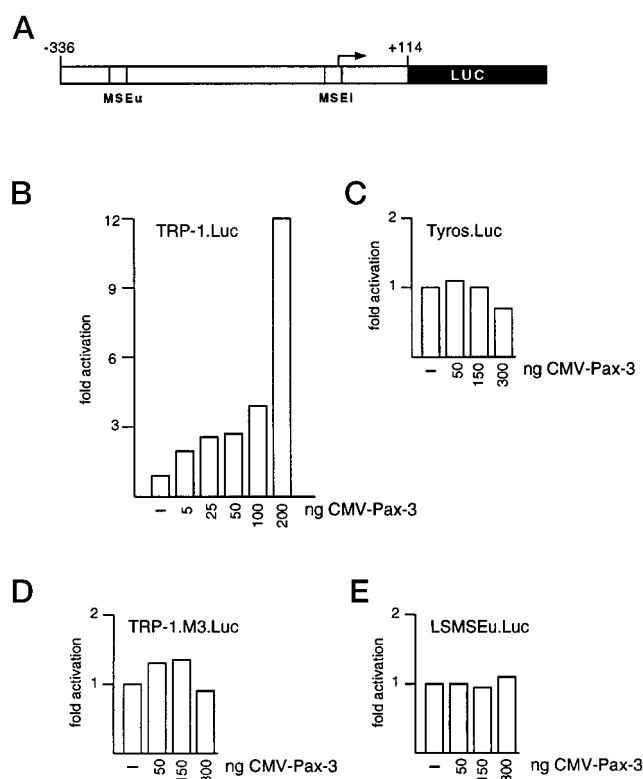 A
-336
+114
LUC
MSEu
MSEi
B
TRP-1.Luc
12
9
6
3
fold activation
– 5 25 50 100 200 ng CMV-Pax-3
C
Tyros.Luc
2
1
fold activation
– 50 150 300 ng CMV-Pax-3
D
TRP-1.M3.Luc
2
1
fold activation
– 50 150 300 ng CMV-Pax-3
E
LSMSEu.Luc
2
1
fold activation
– 50 150 300 ng CMV-Pax-3